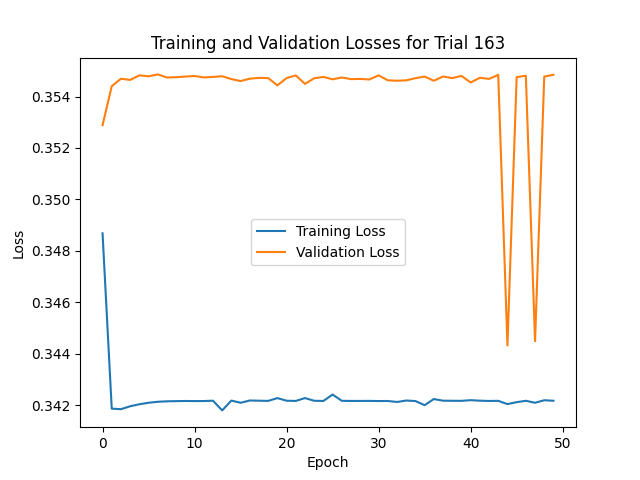 Training and Validation Losses for Trial 163
0.354
0.352
0.350
0.348
0.346
0.344
0.342
Loss
Training Loss
Validation Loss
0 10 20 30 40 50
Epoch